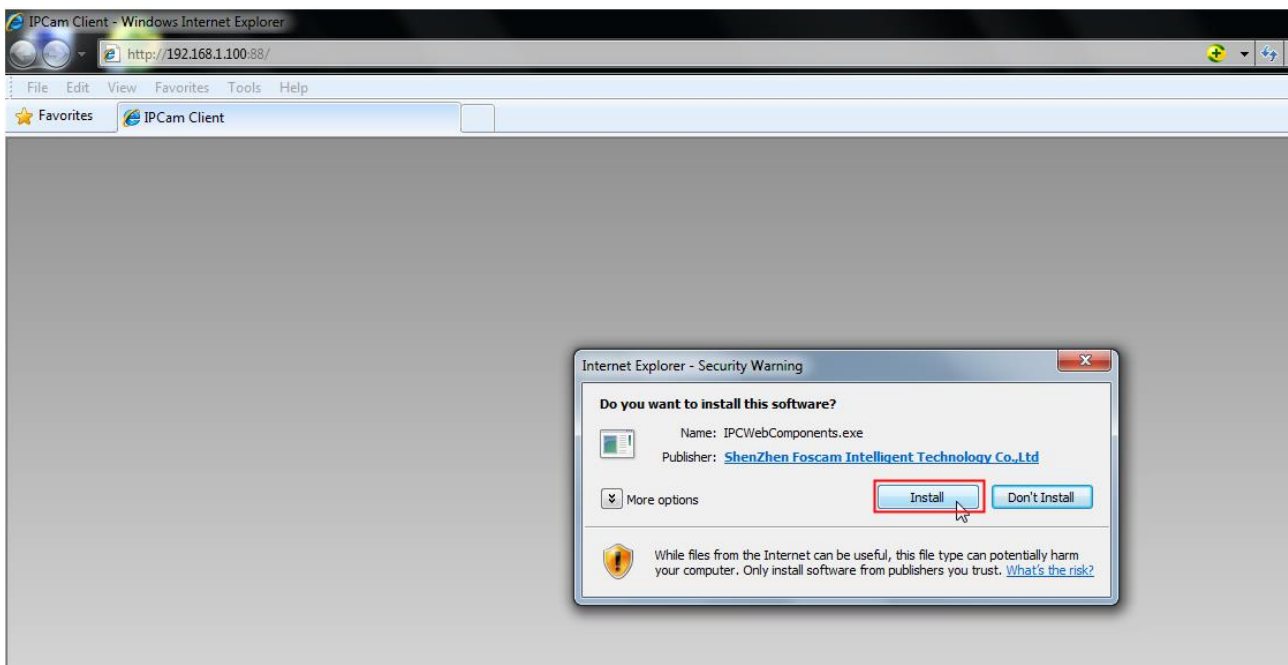 IPCam Client - Windows Internet Explorer
http://192.168.1.100:88/
File Edit View Favorites Tools Help
Favorites IPCam Client
Internet Explorer - Security Warning
Do you want to install this software?
Name: IPCWebComponents.exe
Publisher: ShenZhen Foscam Intelligent Technology Co.,Ltd
More options Install Don't Install
While files from the Internet can be useful, this file type can potentially harm
your computer. Only install software from publishers you trust. What's the risk?